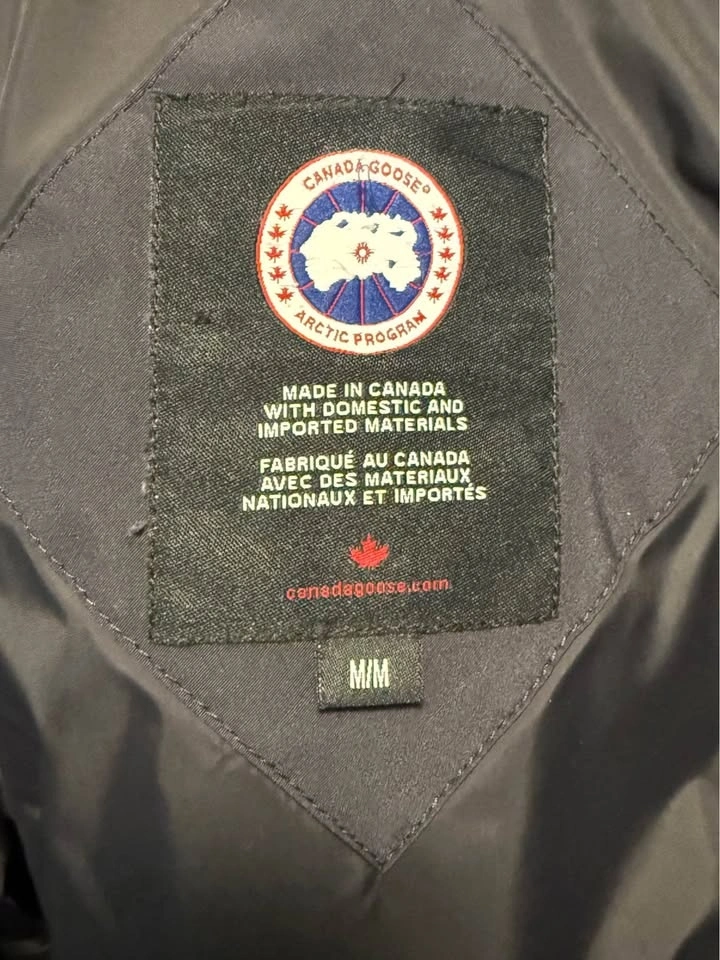 CANADA GOOSE®
ARCTIC PROGRAM
MADE IN CANADA
WITH DOMESTIC AND
IMPORTED MATERIALS
FABRIQUÉ AU CANADA
AVEC DES MATERIAUX
NATIONAUX ET IMPORTÉS
canadagoose.com
M/M